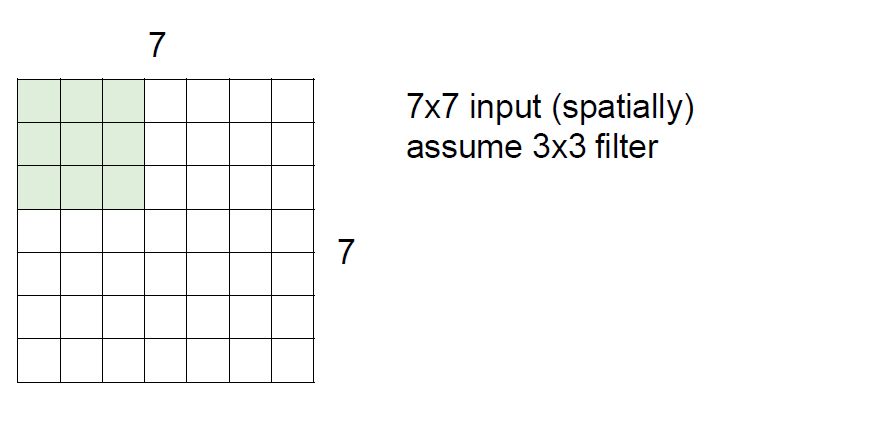 7
7x7 input (spatially)
assume 3x3 filter
7